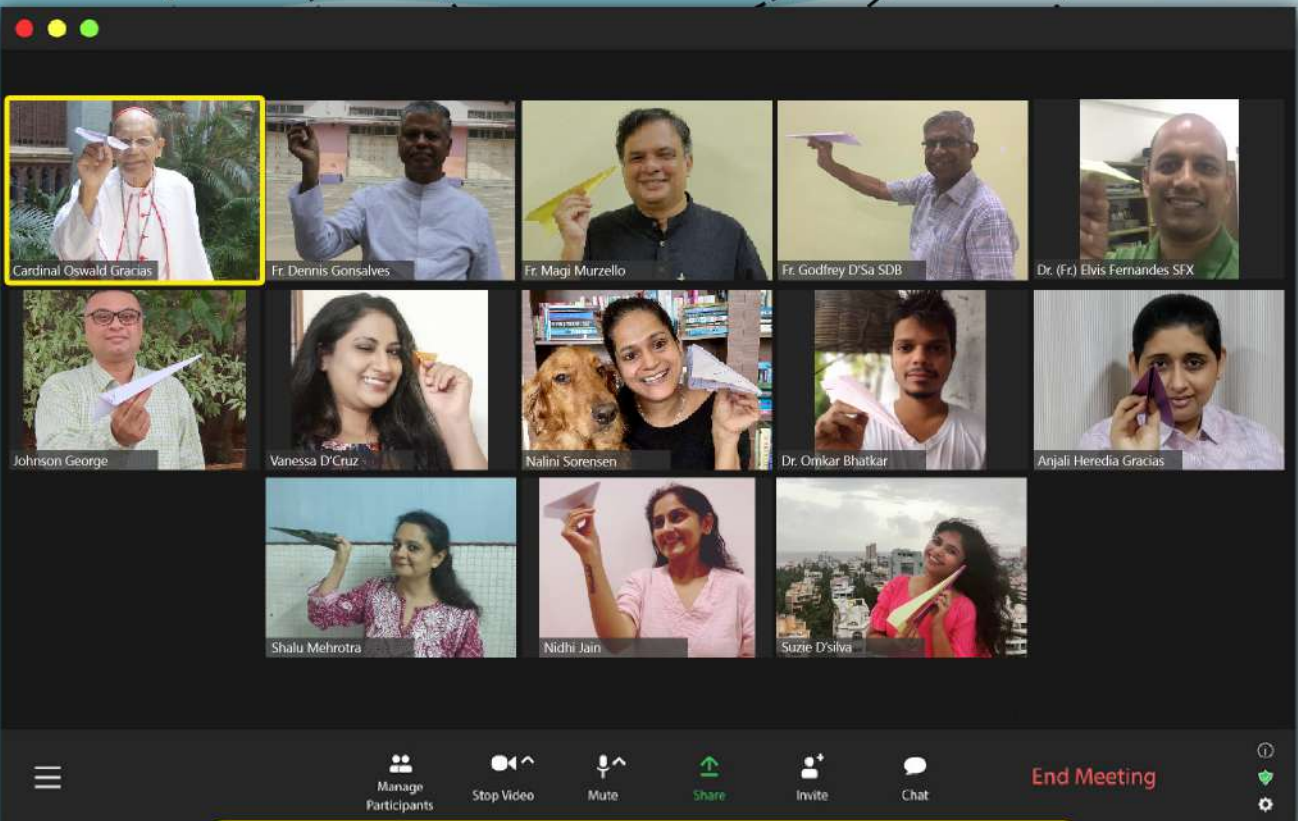 Cardinal Oswald Gracias
Fr. Dennis Gonsalves
Fr. Magi Murzello
Fr. Godfrey D'Sa SDB
Dr. (Fr.) Elvis Fernandes SFX
Johnson George
Vanessa D'Cruz
Nalini Sorensen
Dr. Omkar Bhatkar
Anjali Heredia Gracias
Shalu Mehrotra
Nidhi Jain
Suzie D'silva
Manage
Participants
Stop Video
Mute
Share
Invite
Chat
End Meeting